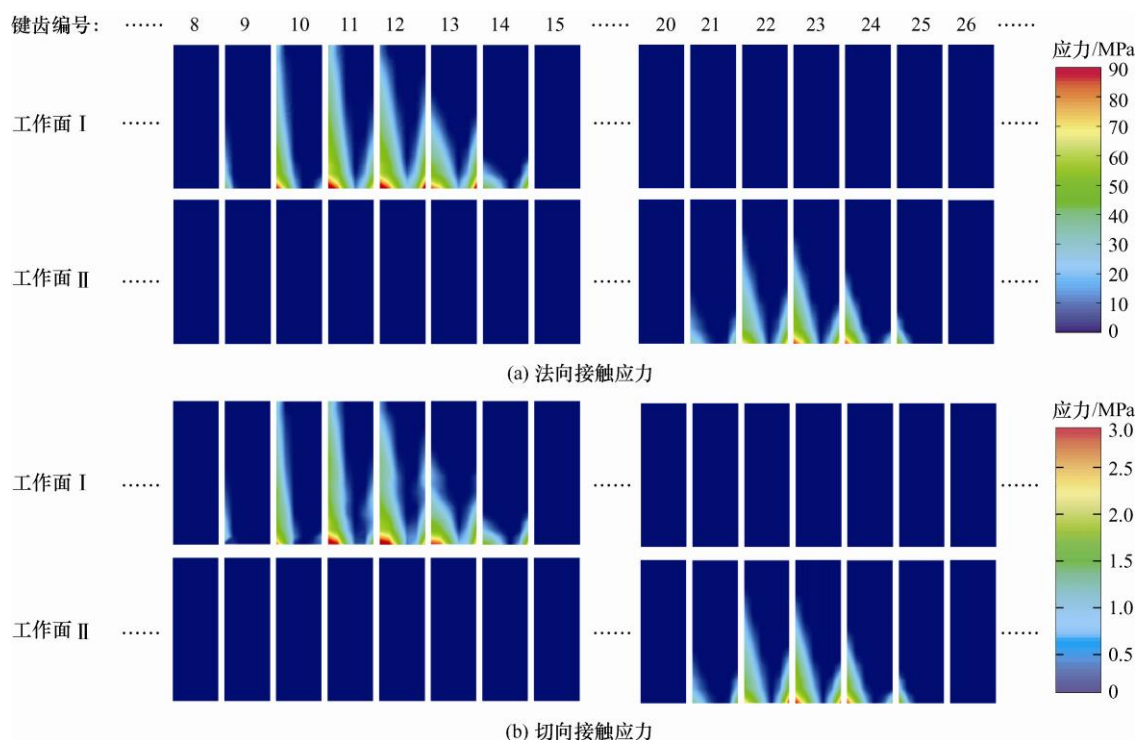 键齿编号: …… 8 9 10 11 12 13 14 15 …… 20 21 22 23 24 25 26 ……
应力/MPa
90
80
70
60
50
40
30
20
10
0
工作面 Ⅰ …… …… ……
工作面 Ⅱ …… …… ……
(a) 法向接触应力
应力/MPa
3.0
2.5
2.0
1.5
1.0
0.5
0
工作面 Ⅰ …… …… ……
工作面 Ⅱ …… …… ……
(b) 切向接触应力